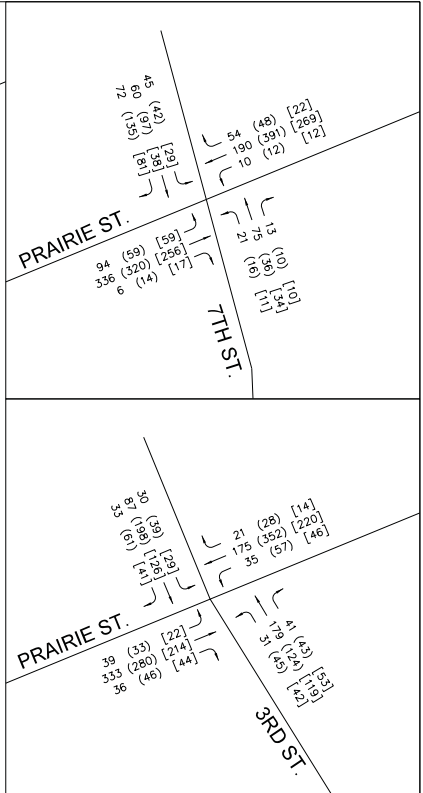 45 (42) [29]
60 (97) [38]
72 (135) [81]
54 (48) [22]
190 (391) [269]
10 (12) [12]
13 (10) [10]
75 (36) [34]
21 (16) [11]
94 (59) [59]
336 (320) [256]
6 (14) [17]
PRAIRIE ST.
7TH ST.
30 (39) [29]
87 (198) [126]
33 (61) [41]
21 (28) [14]
175 (352) [220]
35 (57) [46]
41 (43) [53]
179 (124) [119]
31 (45) [42]
39 (33) [22]
333 (280) [214]
36 (46) [44]
PRAIRIE ST.
3RD ST.